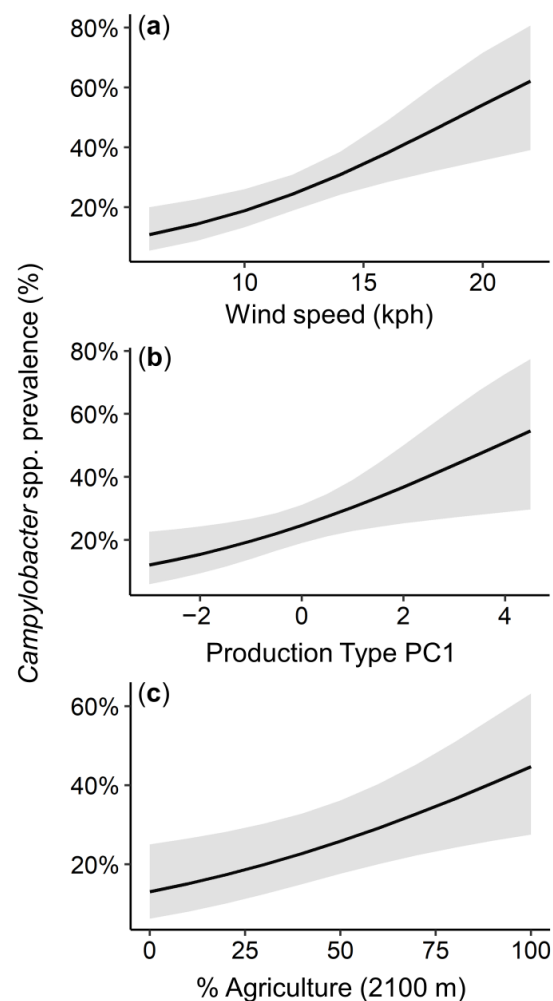 Campylobacter spp. prevalence (%)
(a)
80%
60%
40%
20%
10 15 20
Wind speed (kph)
(b)
80%
60%
40%
20%
−2 0 2 4
Production Type PC1
(c)
60%
40%
20%
0 25 50 75 100
% Agriculture (2100 m)